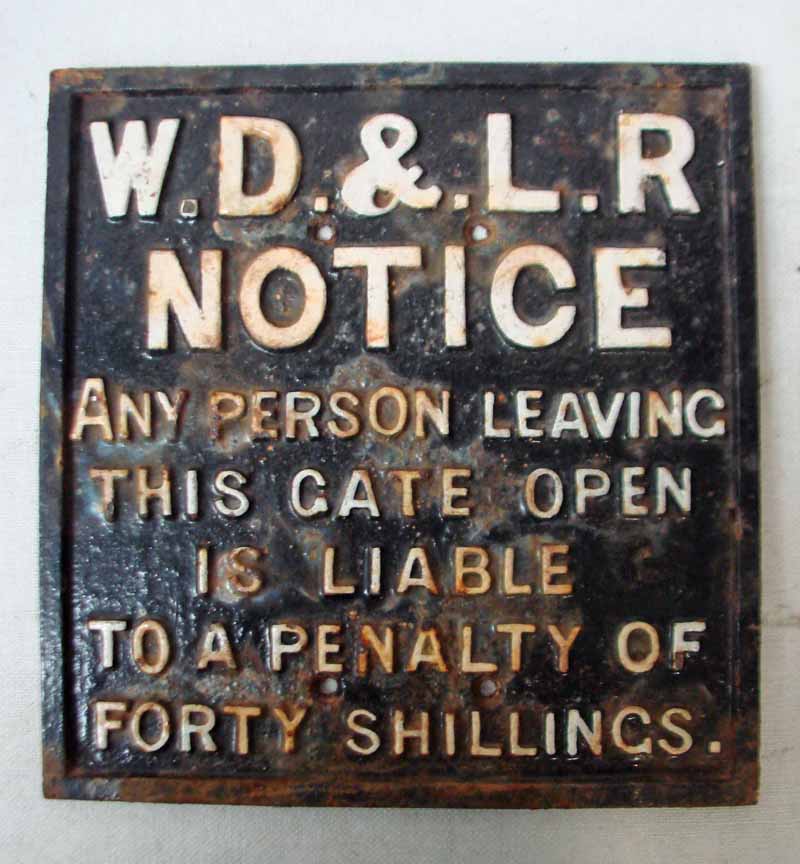 W.D.&.L.R
NOTICE
ANY PERSON LEAVING
THIS GATE OPEN
IS LIABLE
TO A PENALTY OF
FORTY SHILLINGS.